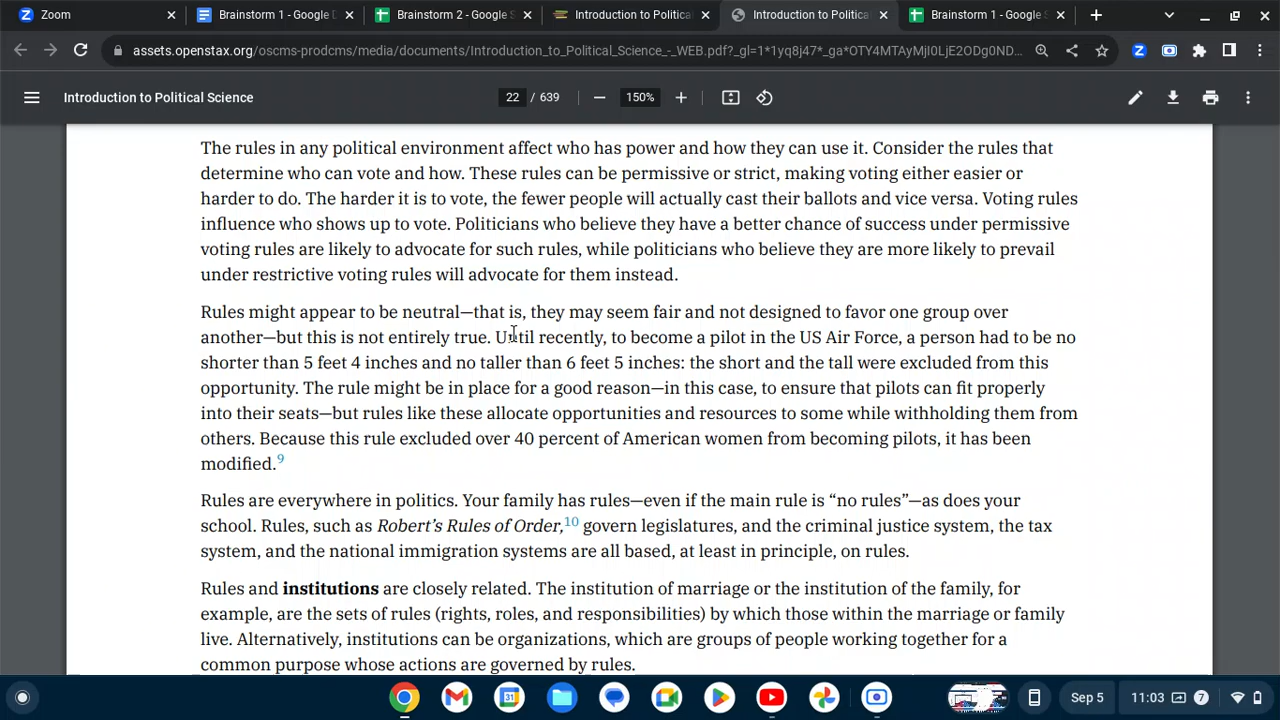 Zoom
Brainstorm 1 - Google D
Brainstorm 2 - Google S
Introduction to Political
Introduction to Political
Brainstorm 1 - Google S
assets.openstax.org/oscms-prodcms/media/documents/Introduction_to_Political_Science_-_WEB.pdf?_gl=1*1yq8j47*_ga*OTY4MTAyMjI0LjE2ODg0ND...
Introduction to Political Science
22 / 639
150%
The rules in any political environment affect who has power and how they can use it. Consider the rules that
determine who can vote and how. These rules can be permissive or strict, making voting either easier or
harder to do. The harder it is to vote, the fewer people will actually cast their ballots and vice versa. Voting rules
influence who shows up to vote. Politicians who believe they have a better chance of success under permissive
voting rules are likely to advocate for such rules, while politicians who believe they are more likely to prevail
under restrictive voting rules will advocate for them instead.
Rules might appear to be neutral—that is, they may seem fair and not designed to favor one group over
another—but this is not entirely true. Until recently, to become a pilot in the US Air Force, a person had to be no
shorter than 5 feet 4 inches and no taller than 6 feet 5 inches: the short and the tall were excluded from this
opportunity. The rule might be in place for a good reason—in this case, to ensure that pilots can fit properly
into their seats—but rules like these allocate opportunities and resources to some while withholding them from
others. Because this rule excluded over 40 percent of American women from becoming pilots, it has been
modified.9
Rules are everywhere in politics. Your family has rules—even if the main rule is “no rules”—as does your
school. Rules, such as Robert’s Rules of Order,10 govern legislatures, and the criminal justice system, the tax
system, and the national immigration systems are all based, at least in principle, on rules.
Rules and institutions are closely related. The institution of marriage or the institution of the family, for
example, are the sets of rules (rights, roles, and responsibilities) by which those within the marriage or family
live. Alternatively, institutions can be organizations, which are groups of people working together for a
common purpose whose actions are governed by rules.
31
Sep 5
11:03
7